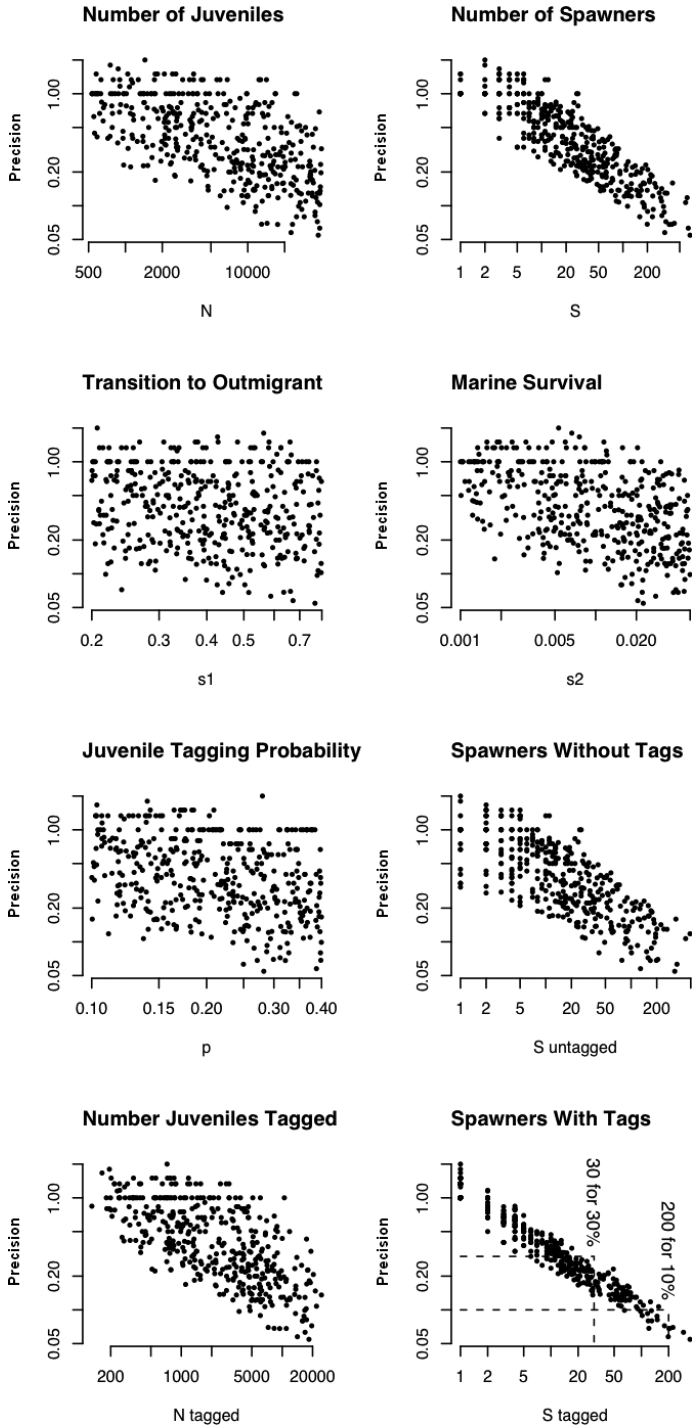 Number of Juveniles
Precision
0.05 0.20 1.00
500 2000 10000
N
Number of Spawners
Precision
0.05 0.20 1.00
1 2 5 20 50 200
S
Transition to Outmigrant
Precision
0.05 0.20 1.00
0.2 0.3 0.4 0.5 0.7
s1
Marine Survival
Precision
0.05 0.20 1.00
0.001 0.005 0.020
s2
Juvenile Tagging Probability
Precision
0.05 0.20 1.00
0.10 0.15 0.20 0.30 0.40
p
Spawners Without Tags
Precision
0.05 0.20 1.00
1 2 5 20 50 200
S untagged
Number Juveniles Tagged
Precision
0.05 0.20 1.00
200 1000 5000 20000
N tagged
Spawners With Tags
Precision
0.05 0.20 1.00
30 for 30%
200 for 10%
1 2 5 10 20 50 200
S tagged